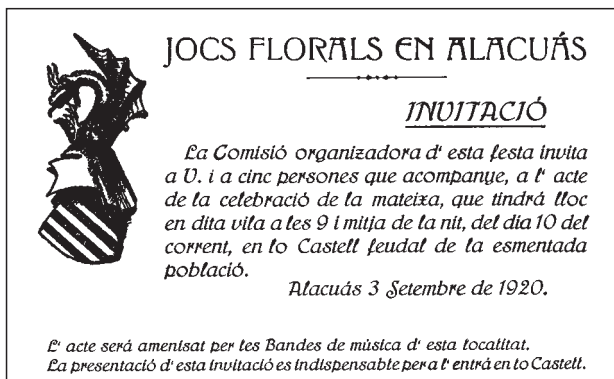 JOCS FLORALS EN ALACUÁS
INVITACIÓ
La Comisió organizadora d' esta festa invita
a V. i a cinc persones que acompanye, a l' acte
de la celebració de la mateixa, que tindrá lloc
en dita vila a les 9 i mitja de la nit, del dia 10 del
corrent, en lo Castell feudal de la esmentada
població.
Alacuás 3 Setembre de 1920.
L' acte será amenisat per les Bandes de música d' esta localitat.
La presentació d' esta invitació es indispensable per a l' entrá en lo Castell.